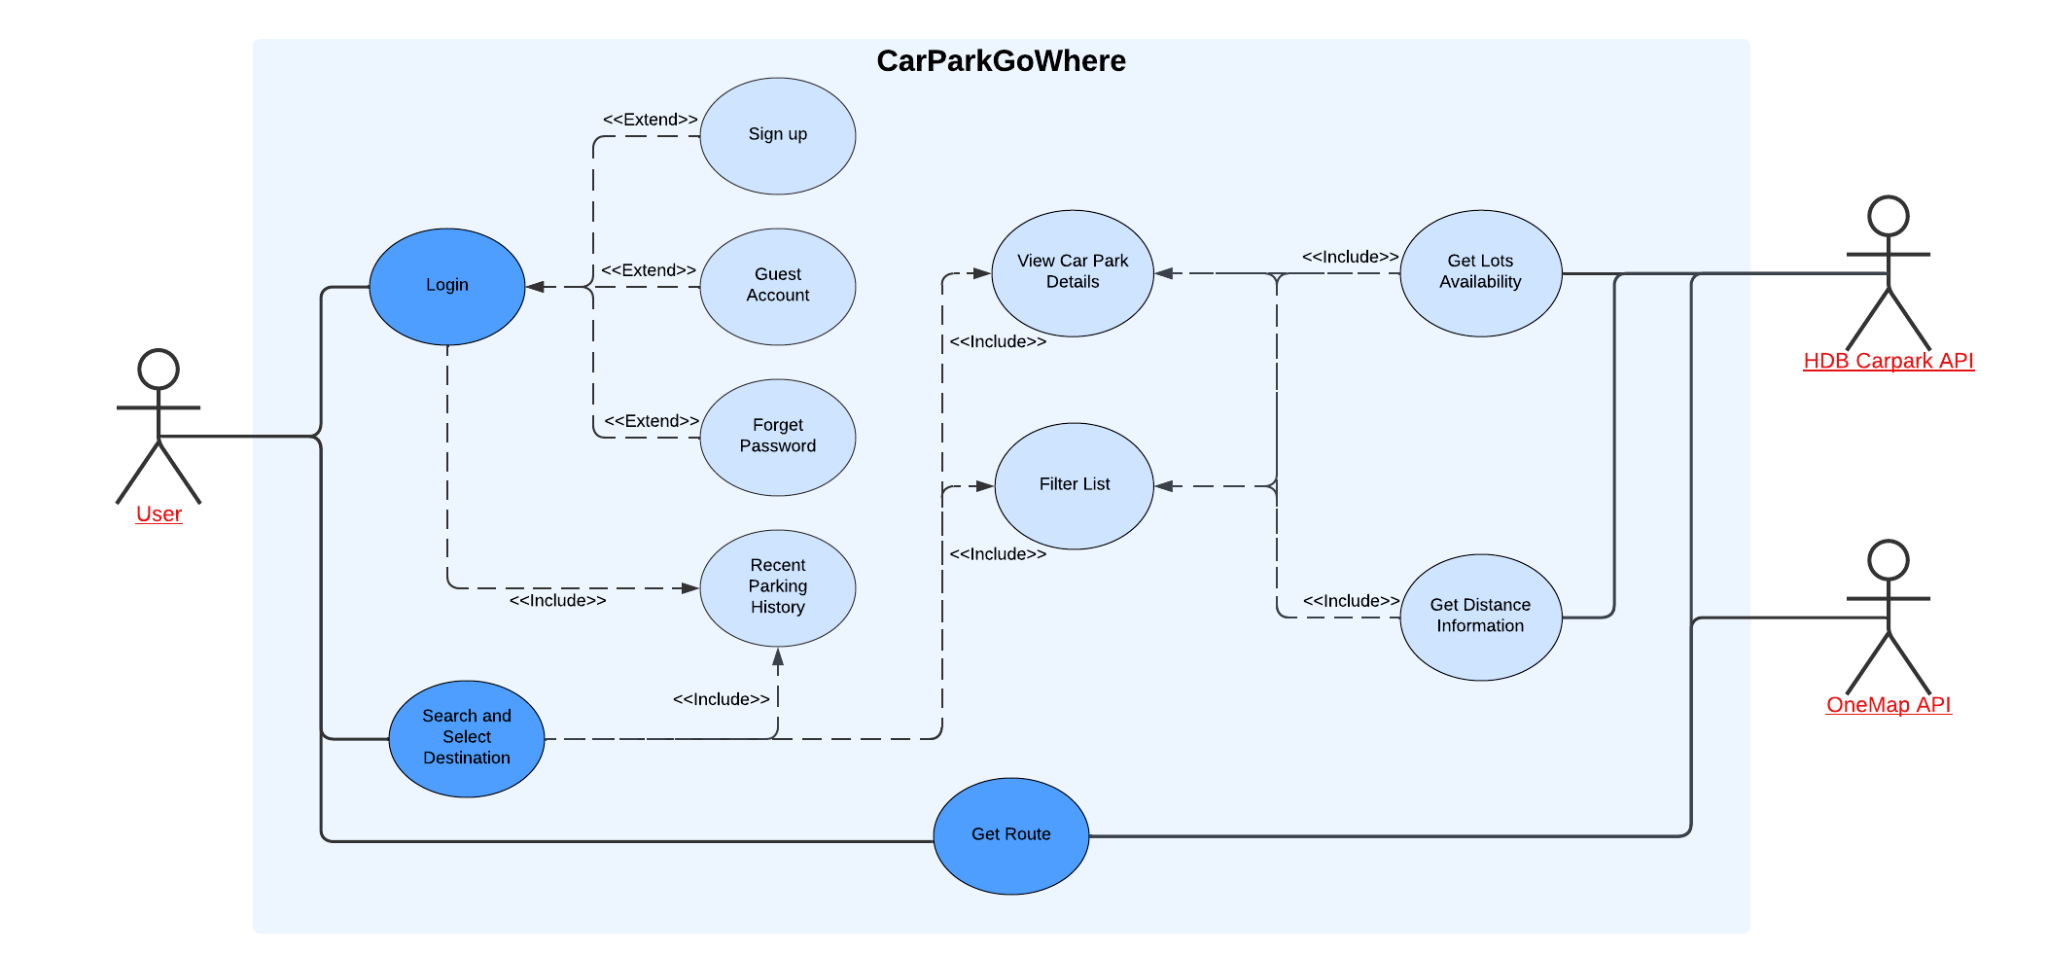 CarParkGoWhere
<<Extend>>
Sign up
<<Extend>>
Guest
Account
Login
<<Extend>>
Forget
Password
User
Recent
Parking
History
<<Include>>
<<Include>>
Search and
Select
Destination
View Car Park
Details
<<Include>>
Filter List
<<Include>>
<<Include>>
Get Lots
Availability
<<Include>>
Get Distance
Information
Get Route
HDB Carpark API
OneMap API